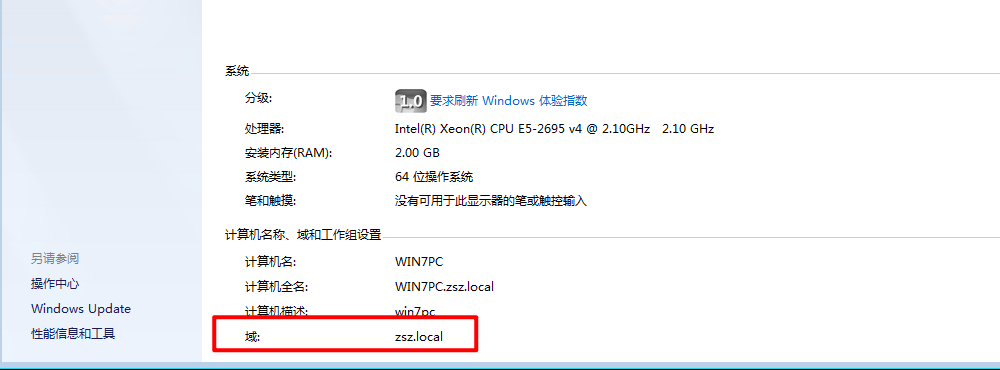 系统
分级:
1.0 要求刷新 Windows 体验指数
处理器:
Intel(R) Xeon(R) CPU E5-2695 v4 @ 2.10GHz 2.10 GHz
安装内存(RAM):
2.00 GB
系统类型:
64 位操作系统
笔和触摸:
没有可用于此显示器的笔或触控输入
计算机名称、域和工作组设置
计算机名:
WIN7PC
计算机全名:
WIN7PC.zsz.local
计算机描述:
win7pc
域:
zsz.local
另请参阅
操作中心
Windows Update
性能信息和工具